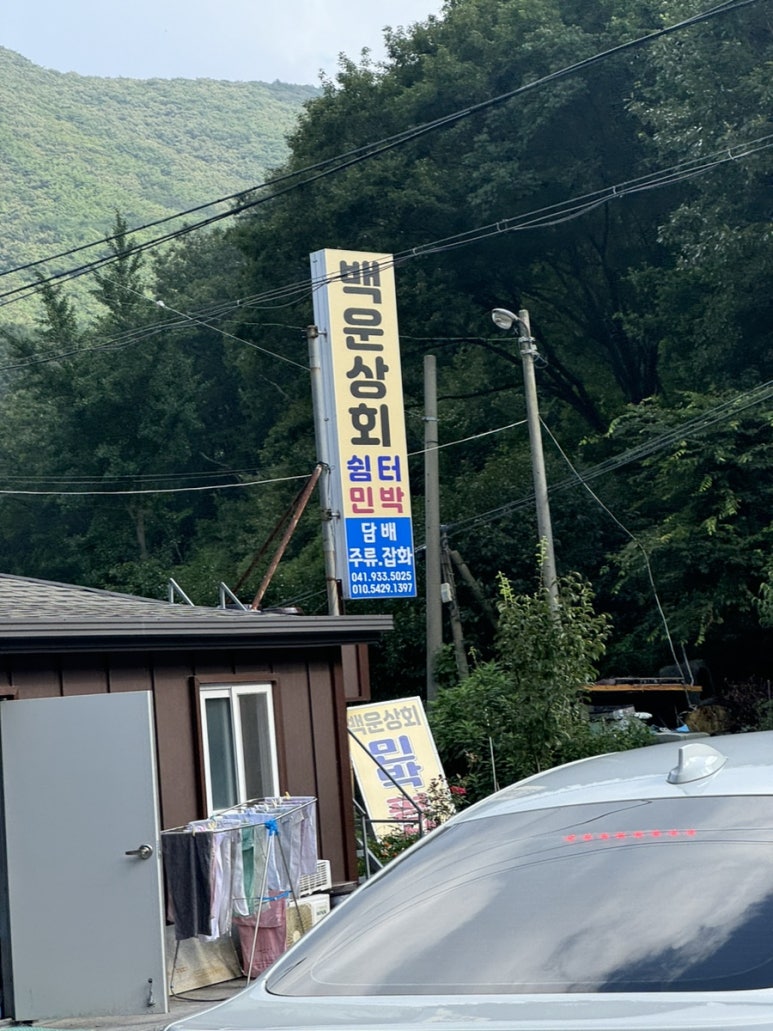 백운상회
쉼터
민박
담배
주류.잡화
041.933.5025
010.5429.1397
백운상회
민박